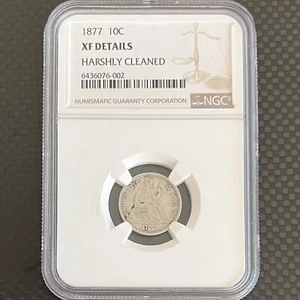 1877 10C
XF DETAILS
HARSHLY CLEANED
6436076-002
NUMISMATIC GUARANTY CORPORATION
NGC